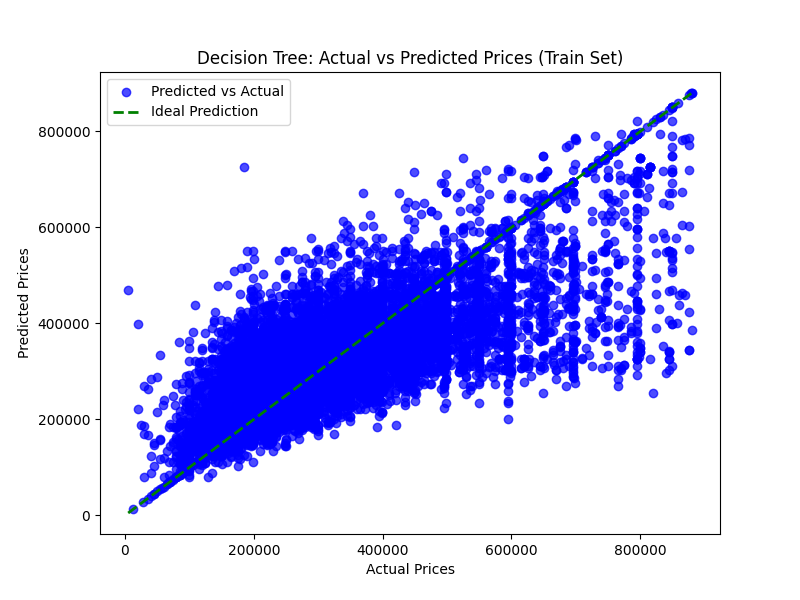 Decision Tree: Actual vs Predicted Prices (Train Set)
Predicted vs Actual
Ideal Prediction
800000
600000
400000
200000
0
Predicted Prices
0 200000 400000 600000 800000
Actual Prices